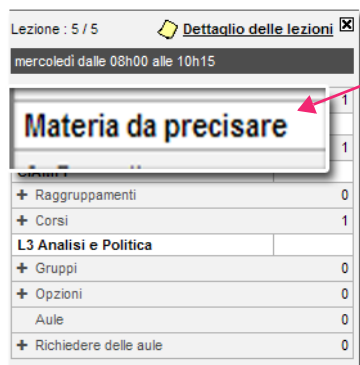 Lezione : 5 / 5 Dettaglio delle lezioni
mercoledì dalle 08h00 alle 10h15
1
Materia da precisare
1
+ Raggruppamenti 0
+ Corsi 1
L3 Analisi e Politica
+ Gruppi 0
+ Opzioni 0
Aule 0
+ Richiedere delle aule 0